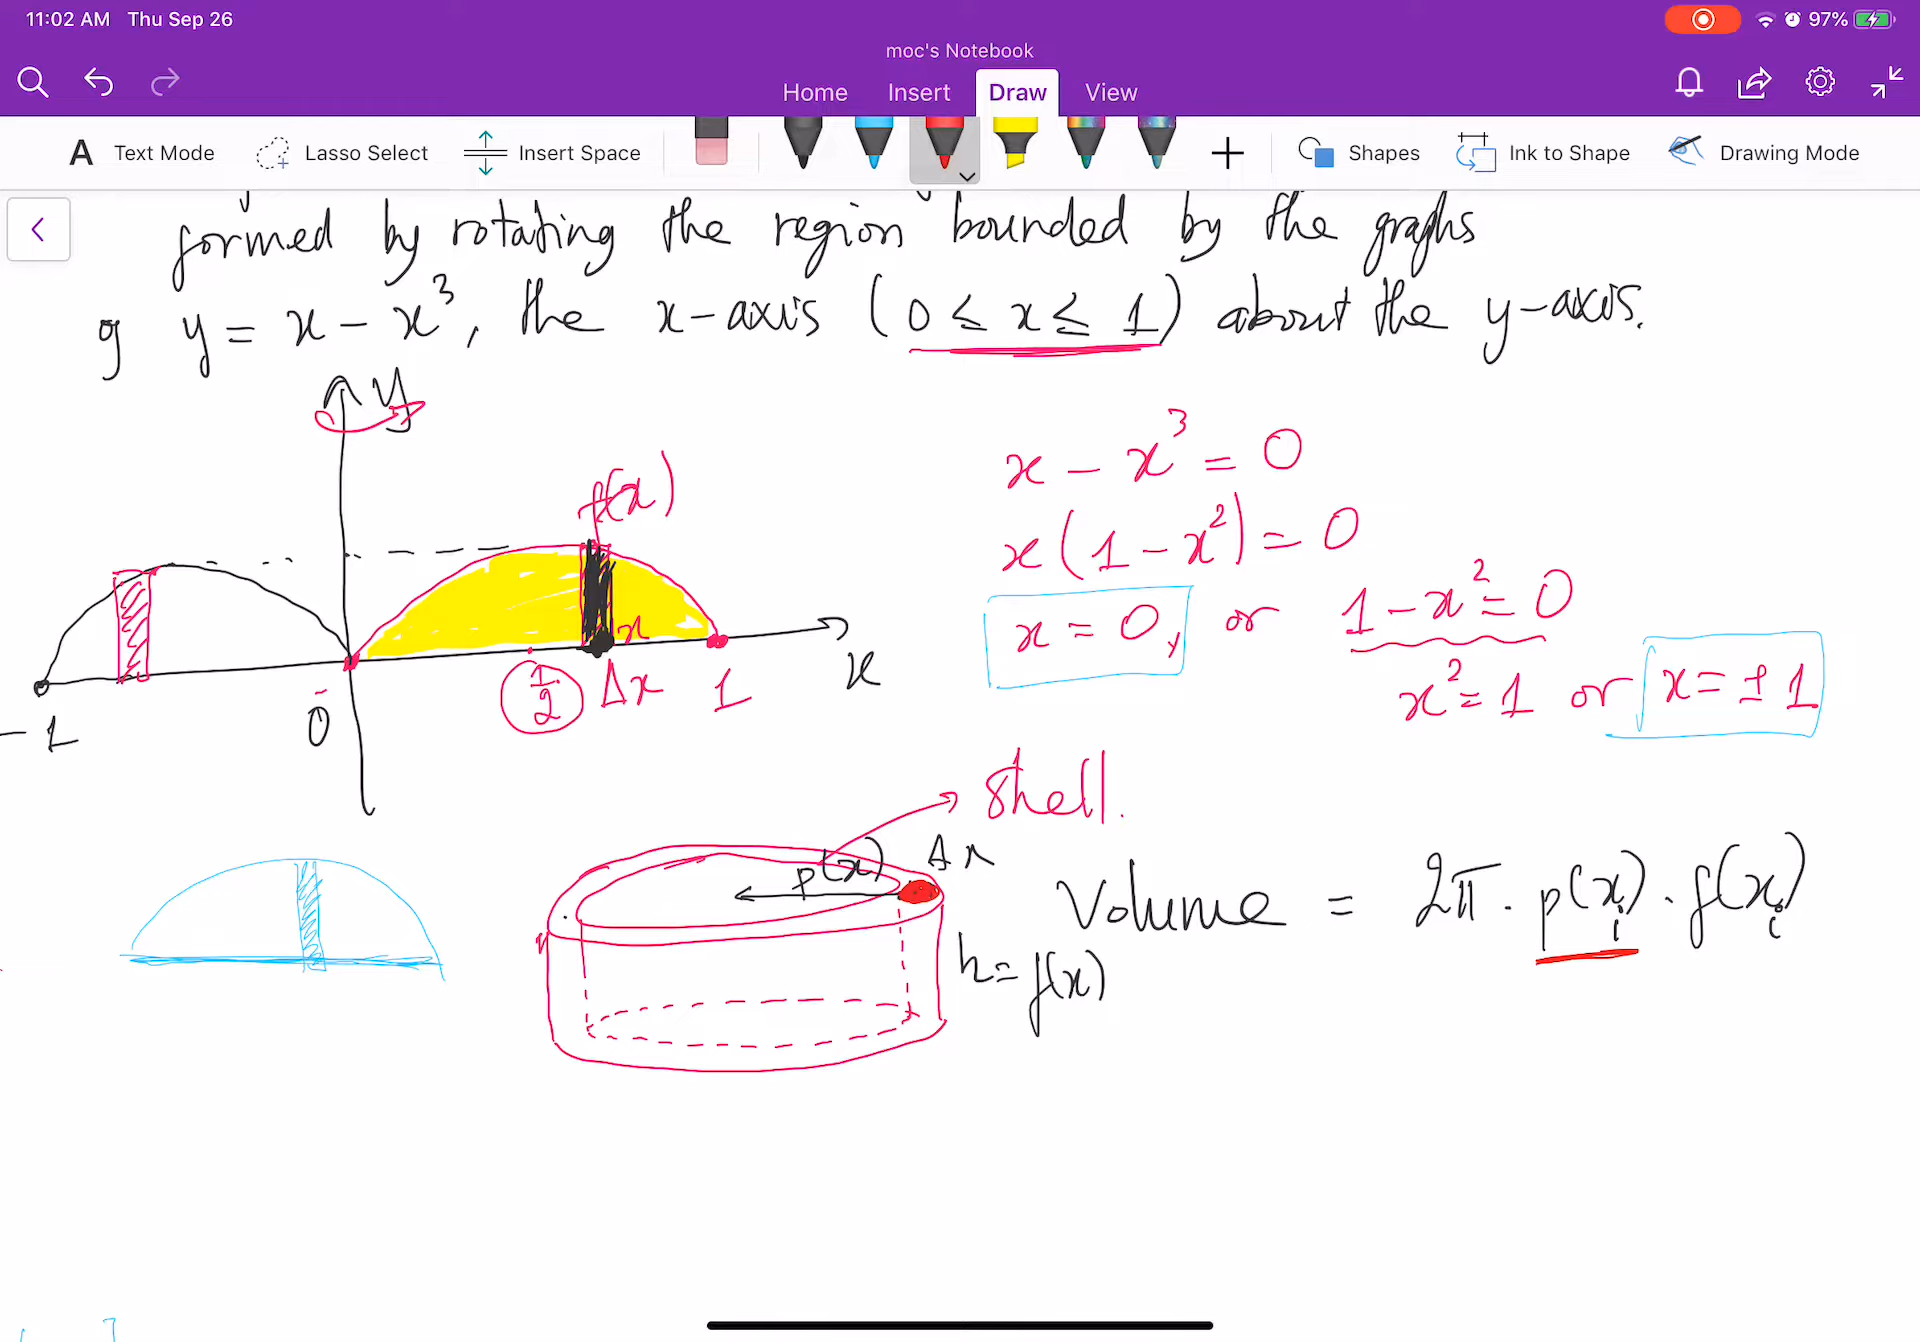 11:02 AM Thu Sep 26
97%
moc's Notebook
Home Insert Draw View
A Text Mode Lasso Select Insert Space Shapes Ink to Shape Drawing Mode
formed by rotating the region bounded by the graphs
of y = x - x³, the x-axis (0 ≤ x ≤ 1) about the y-axis.
y
f(x)
x
-1
0
1/2
Δx
1
x
x - x³ = 0
x(1 - x²) = 0
x = 0, or 1 - x² = 0
x² = 1 or x = ± 1
Shell.
p(x)
Δx
h = f(x)
Volume = 2π · p(xᵢ) · f(xᵢ)